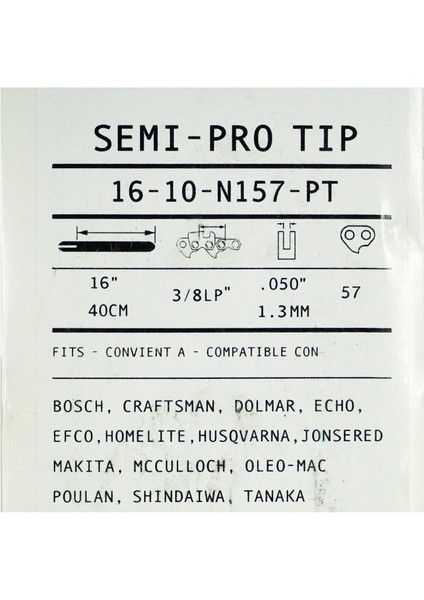 SEMI-PRO TIP
16-10-N157-PT
16" 3/8LP" .050" 57
40CM 1.3MM
FITS - CONVIENT A - COMPATIBLE CON
BOSCH, CRAFTSMAN, DOLMAR, ECHO,
EFCO,HOMELITE,HUSQVARNA,JONSERED
MAKITA, MCCULLOCH, OLEO-MAC
POULAN, SHINDAIWA, TANAKA